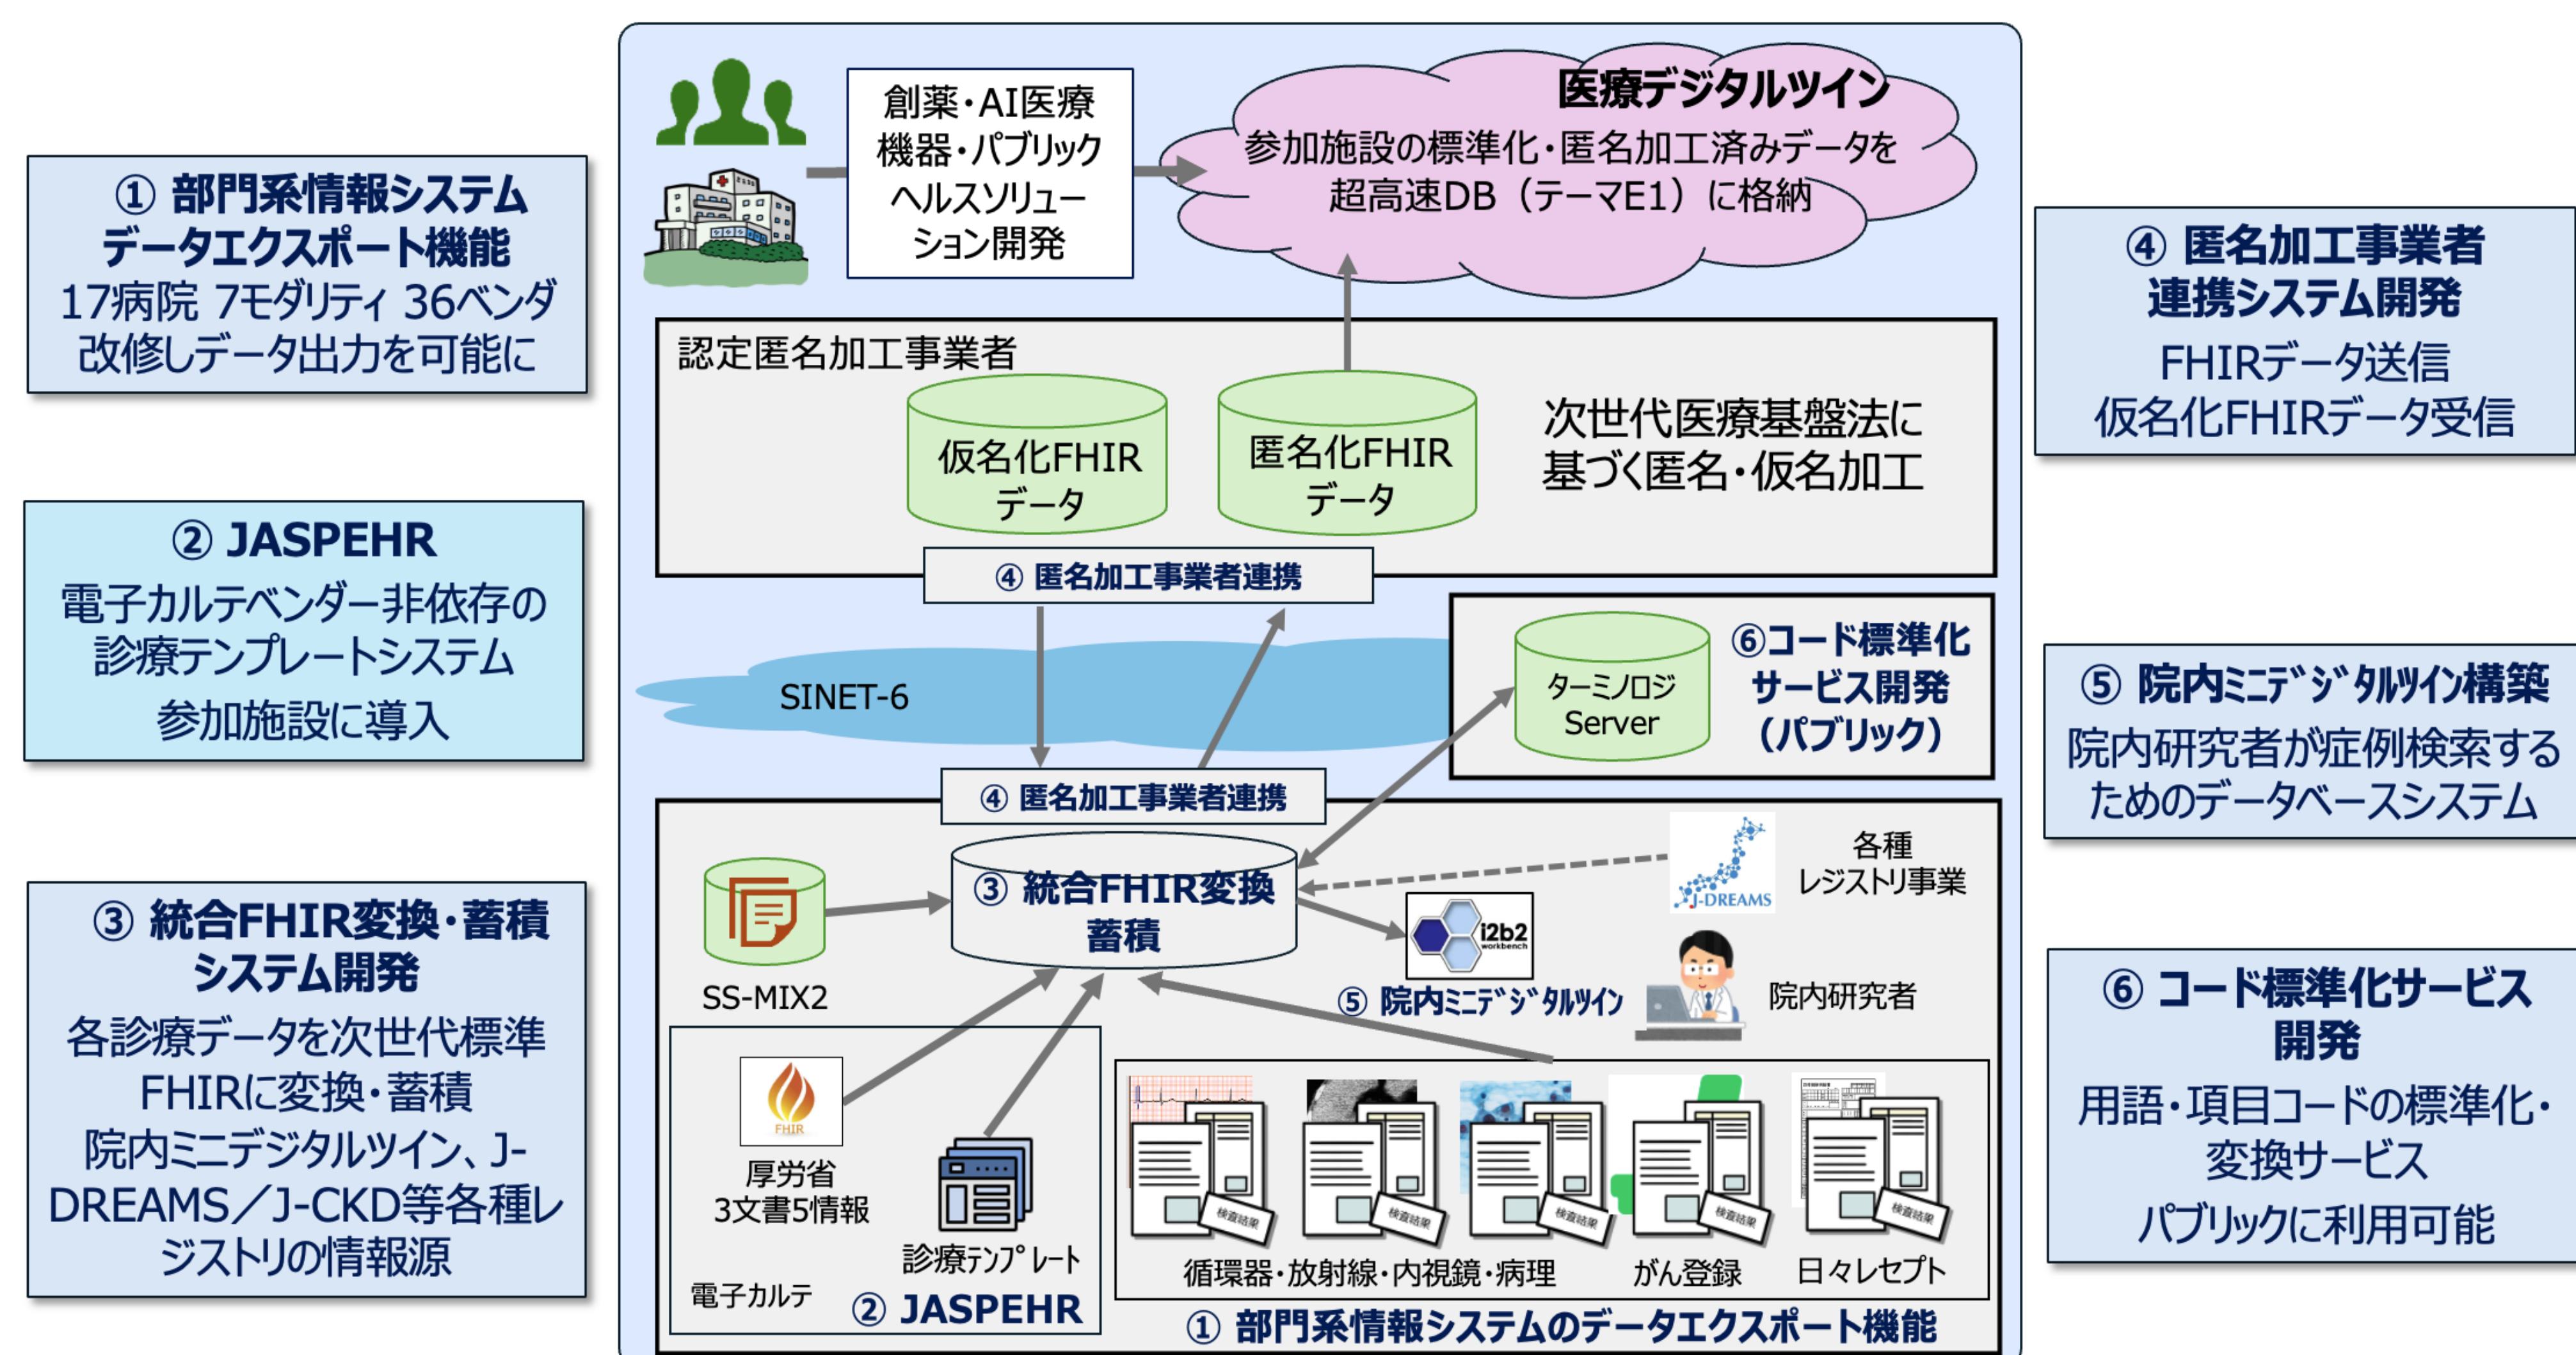 ① 部門系情報システム
データエクスポート機能
17病院 7モダリティ 36ベンダ
改修しデータ出力を可能に
② JASPEHR
電子カルテベンダー非依存の
診療テンプレートシステム
参加施設に導入
③ 統合FHIR変換・蓄積
システム開発
各診療データを次世代標準
FHIRに変換・蓄積
院内ミニデジタルツイン、J-
DREAMS／J-CKD等各種レ
ジストリの情報源
創薬・AI医療
機器・パブリック
ヘルスソリュー
ション開発
医療デジタルツイン
参加施設の標準化・匿名加工済みデータを
超高速DB（テーマE1）に格納
認定匿名加工事業者
仮名化FHIR
データ
匿名化FHIR
データ
次世代医療基盤法に
基づく匿名・仮名加工
④ 匿名加工事業者連携
SINET-6
ターミノロジ
Server
⑥コード標準化
サービス開発
（パブリック）
④ 匿名加工事業者連携
SS-MIX2
③ 統合FHIR変換
蓄積
J-DREAMS
各種
レジストリ事業
i2b2
workbench
⑤ 院内ミニデジタルツイン
院内研究者
FHIR
厚労省
3文書5情報
診療テンプレート
電子カルテ
② JASPEHR
検査結果
検査結果
検査結果
検査結果
検査結果
循環器・放射線・内視鏡・病理
がん登録
日々レセプト
① 部門系情報システムのデータエクスポート機能
④ 匿名加工事業者
連携システム開発
FHIRデータ送信
仮名化FHIRデータ受信
⑤ 院内ミニデジタルツイン構築
院内研究者が症例検索する
ためのデータベースシステム
⑥ コード標準化サービス
開発
用語・項目コードの標準化・
変換サービス
パブリックに利用可能